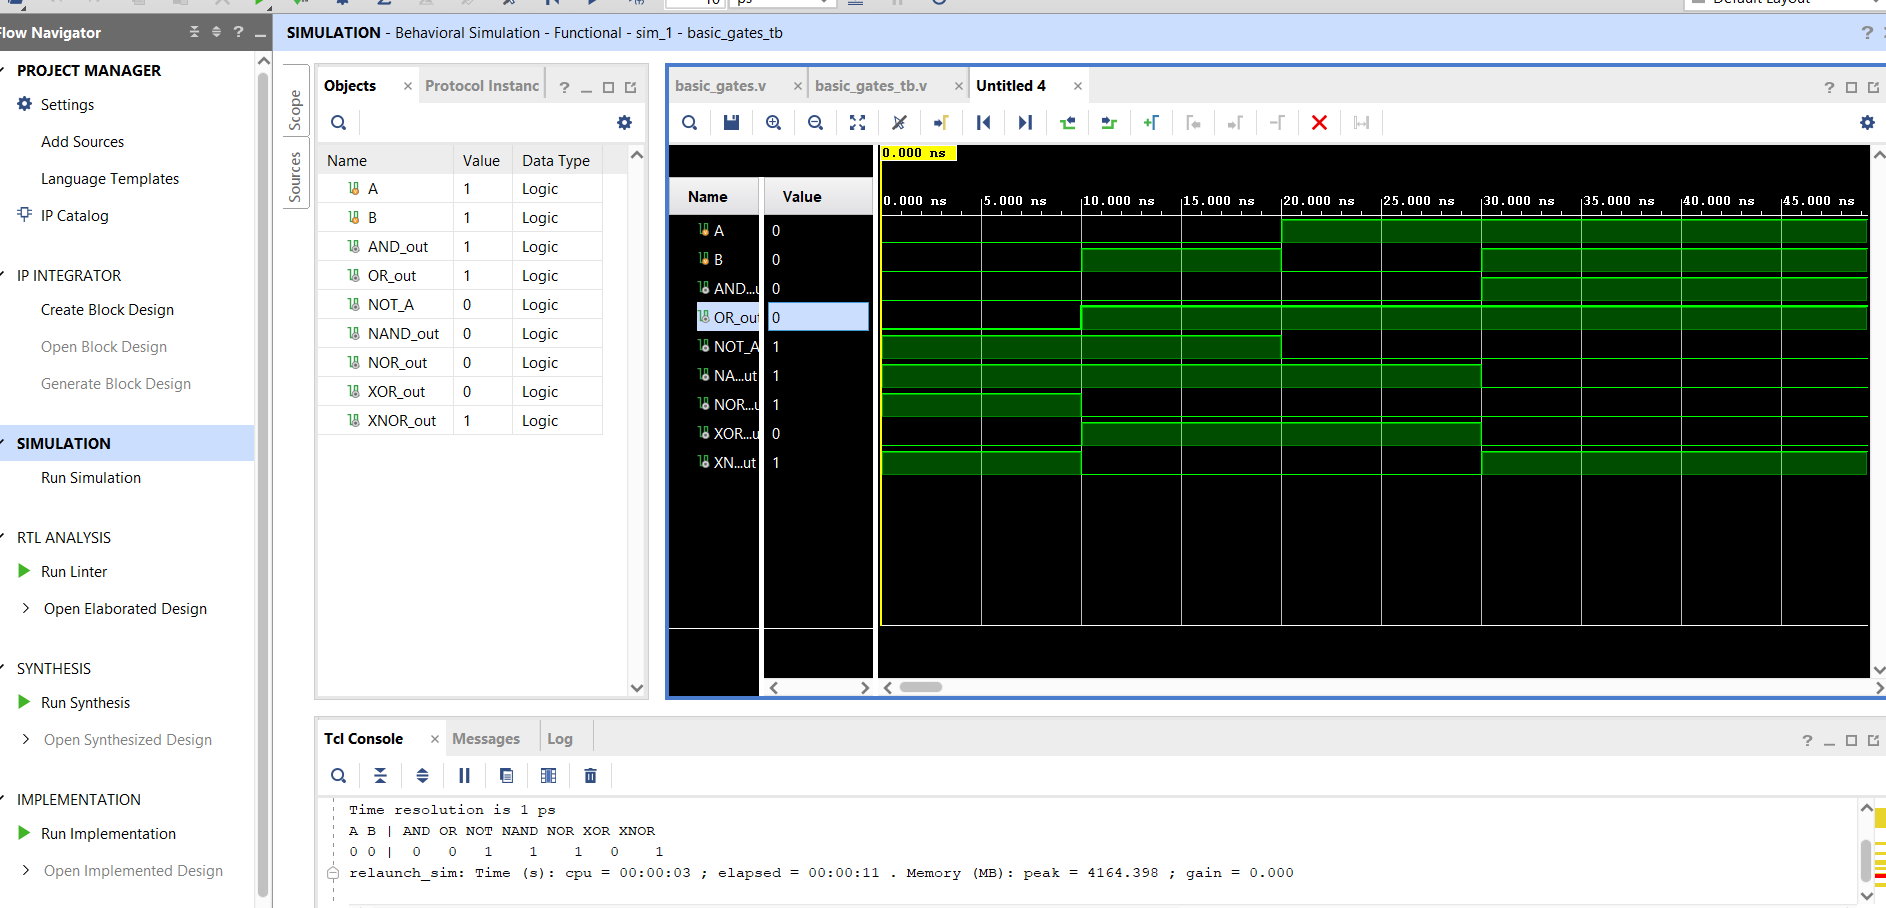 10 ps Default Layout
Flow Navigator
SIMULATION - Behavioral Simulation - Functional - sim_1 - basic_gates_tb
PROJECT MANAGER
Settings
Add Sources
Language Templates
IP Catalog
IP INTEGRATOR
Create Block Design
Open Block Design
Generate Block Design
SIMULATION
Run Simulation
RTL ANALYSIS
Run Linter
Open Elaborated Design
SYNTHESIS
Run Synthesis
Open Synthesized Design
IMPLEMENTATION
Run Implementation
Open Implemented Design
Scope
Sources
Objects
Protocol Instanc
Name Value Data Type
A 1 Logic
B 1 Logic
AND_out 1 Logic
OR_out 1 Logic
NOT_A 0 Logic
NAND_out 0 Logic
NOR_out 0 Logic
XOR_out 0 Logic
XNOR_out 1 Logic
basic_gates.v
basic_gates_tb.v
Untitled 4
0.000 ns
Name Value
0.000 ns 5.000 ns 10.000 ns 15.000 ns 20.000 ns 25.000 ns 30.000 ns 35.000 ns 40.000 ns 45.000 ns
A 0
B 0
AND...u 0
OR_out 0
NOT_A 1
NA...ut 1
NOR...u 1
XOR...u 0
XN...ut 1
Tcl Console
Messages
Log
Time resolution is 1 ps
A B | AND OR NOT NAND NOR XOR XNOR
0 0 | 0 0 1 1 1 0 1
relaunch_sim: Time (s): cpu = 00:00:03 ; elapsed = 00:00:11 . Memory (MB): peak = 4164.398 ; gain = 0.000